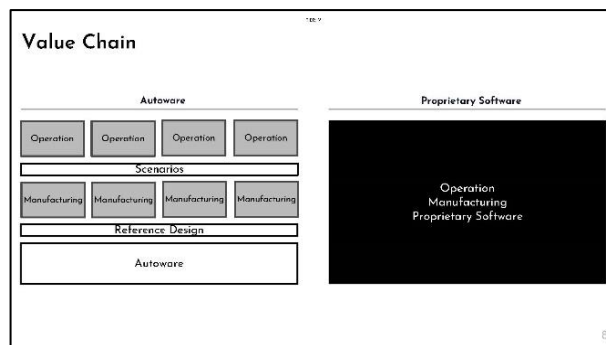 Value Chain
Autoware
Operation Operation Operation Operation
Scenarios
Manufacturing Manufacturing Manufacturing Manufacturing
Reference Design
Autoware
Proprietary Software
Operation
Manufacturing
Proprietary Software